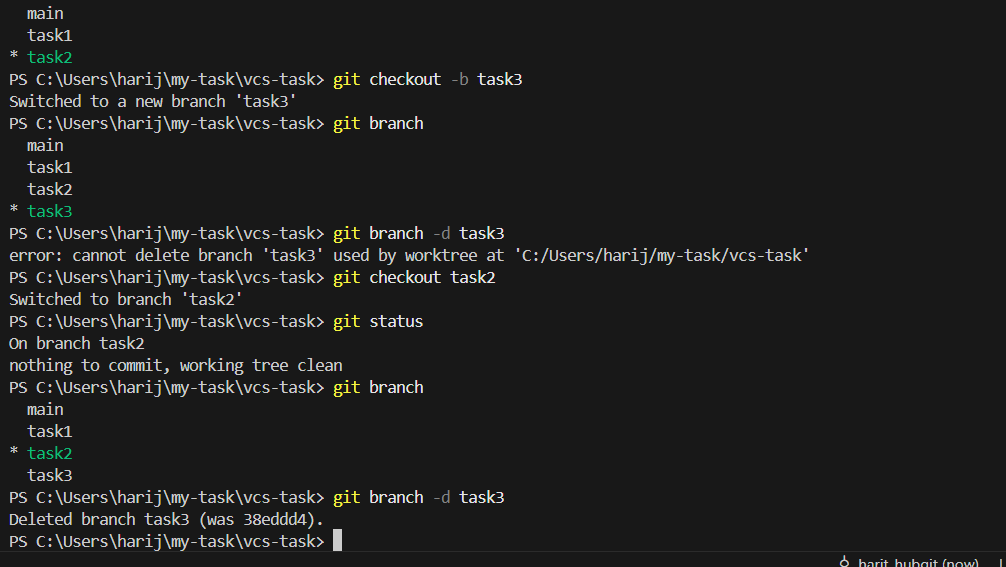 main
  task1
* task2
PS C:\Users\harij\my-task\vcs-task> git checkout -b task3
Switched to a new branch 'task3'
PS C:\Users\harij\my-task\vcs-task> git branch
  main
  task1
  task2
* task3
PS C:\Users\harij\my-task\vcs-task> git branch -d task3
error: cannot delete branch 'task3' used by worktree at 'C:/Users/harij/my-task/vcs-task'
PS C:\Users\harij\my-task\vcs-task> git checkout task2
Switched to branch 'task2'
PS C:\Users\harij\my-task\vcs-task> git status
On branch task2
nothing to commit, working tree clean
PS C:\Users\harij\my-task\vcs-task> git branch
  main
  task1
* task2
  task3
PS C:\Users\harij\my-task\vcs-task> git branch -d task3
Deleted branch task3 (was 38eddd4).
PS C:\Users\harij\my-task\vcs-task>
(now)